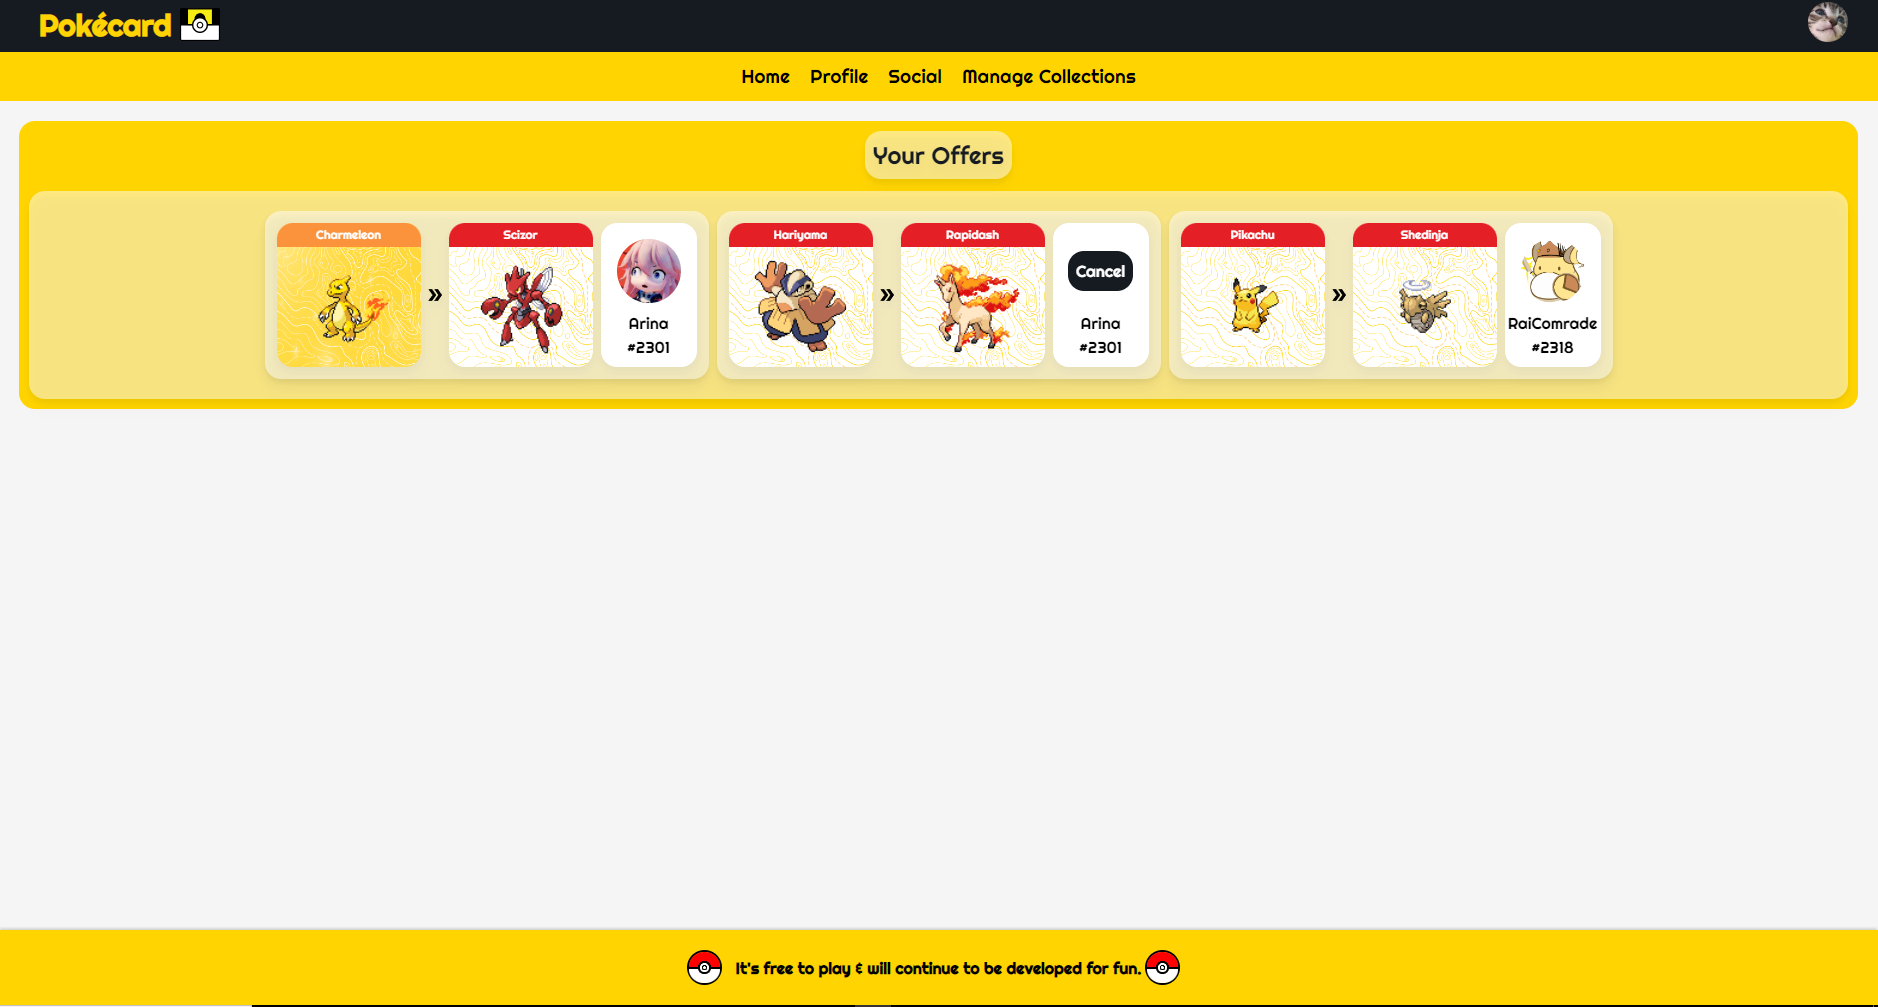 Pokécard
Home Profile Social Manage Collections
Your Offers
Charmeleon
»
Scizor
Arina
#2301
Hariyama
»
Rapidash
Cancel
Arina
#2301
Pikachu
»
Shedinja
RaiComrade
#2318
It's free to play & will continue to be developed for fun.